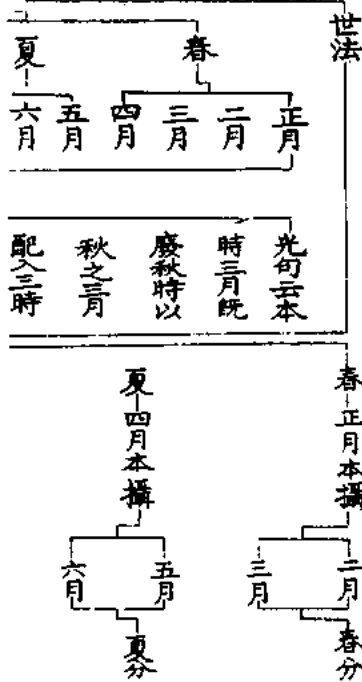 世法
春
正月
二月
三月
四月
夏
五月
六月
光句云本
時三月既
廢秋時以
秋之三月
配入三時
春 正月本攝
二月
三月
春分
夏 四月本攝
五月
六月
夏分